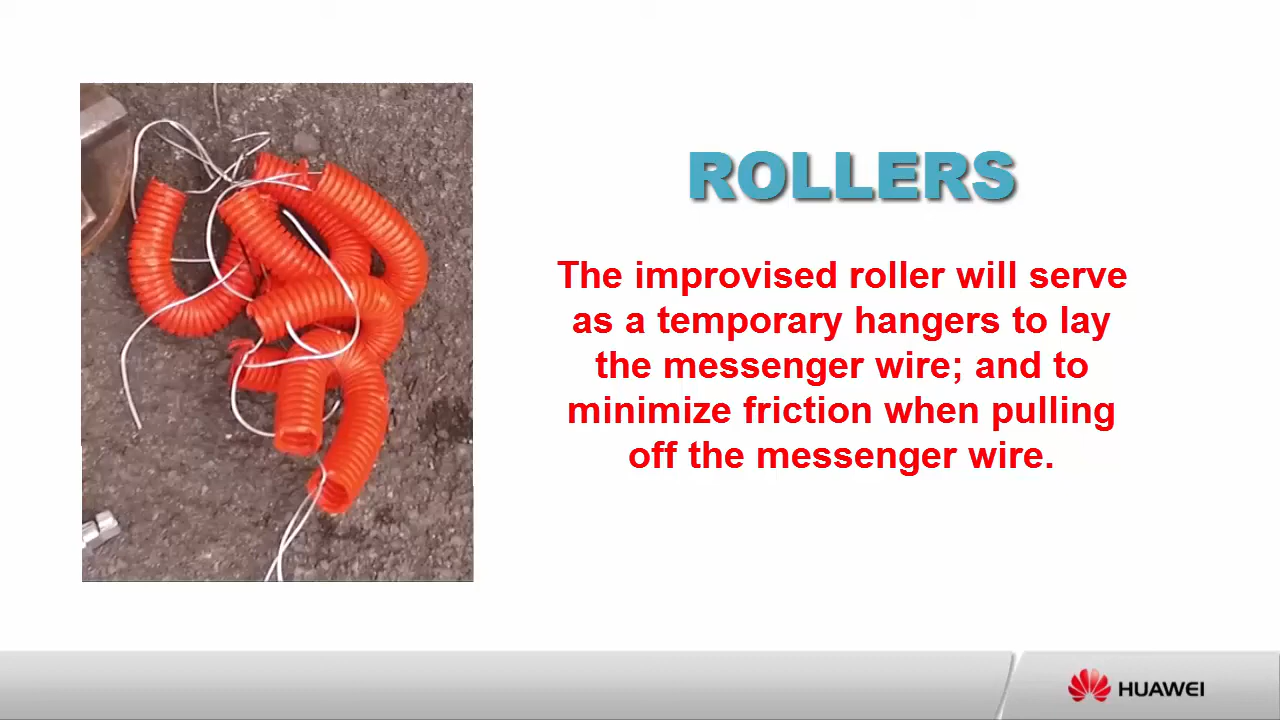 ROLLERS
The improvised roller will serve
as a temporary hangers to lay
the messenger wire; and to
minimize friction when pulling
off the messenger wire.
HUAWEI